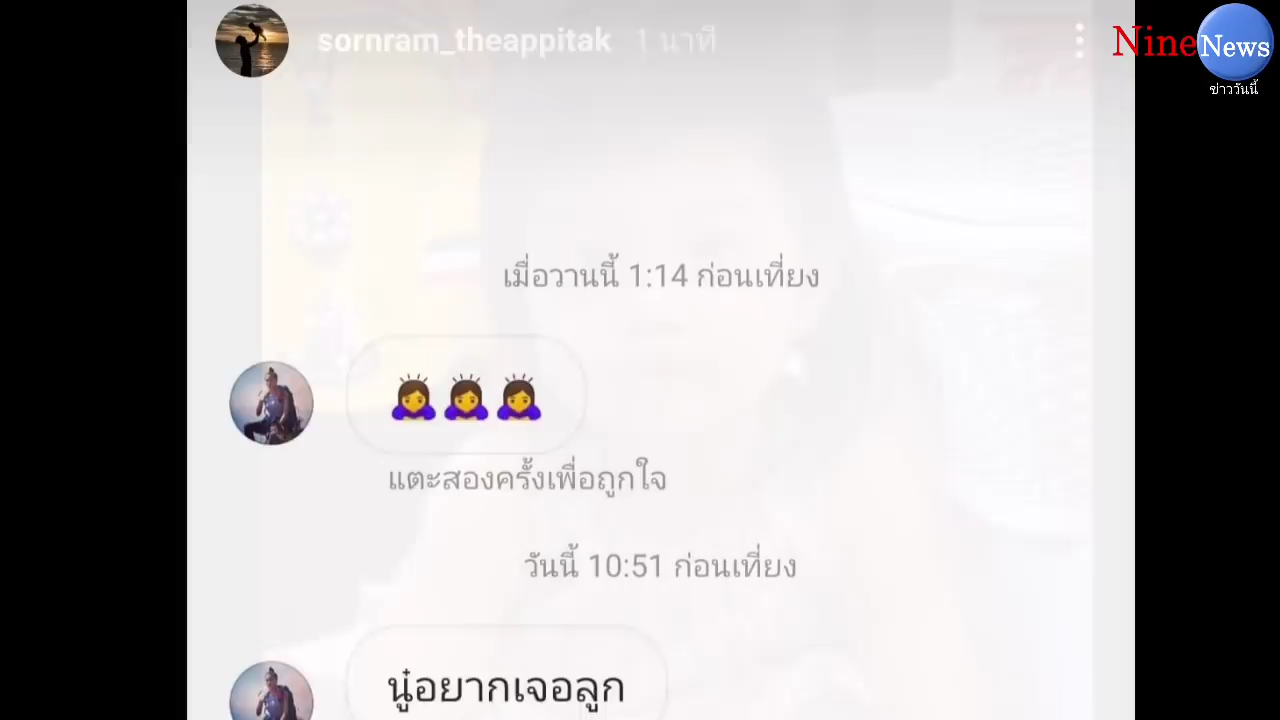 sornram_theappitak 1 นาที
NineNews
ข่าววันนี้
เมื่อวานนี้ 1:14 ก่อนเที่ยง
🙇‍♀️🙇‍♀️🙇‍♀️
แตะสองครั้งเพื่อถูกใจ
วันนี้ 10:51 ก่อนเที่ยง
นู๋อยากเจอลูก